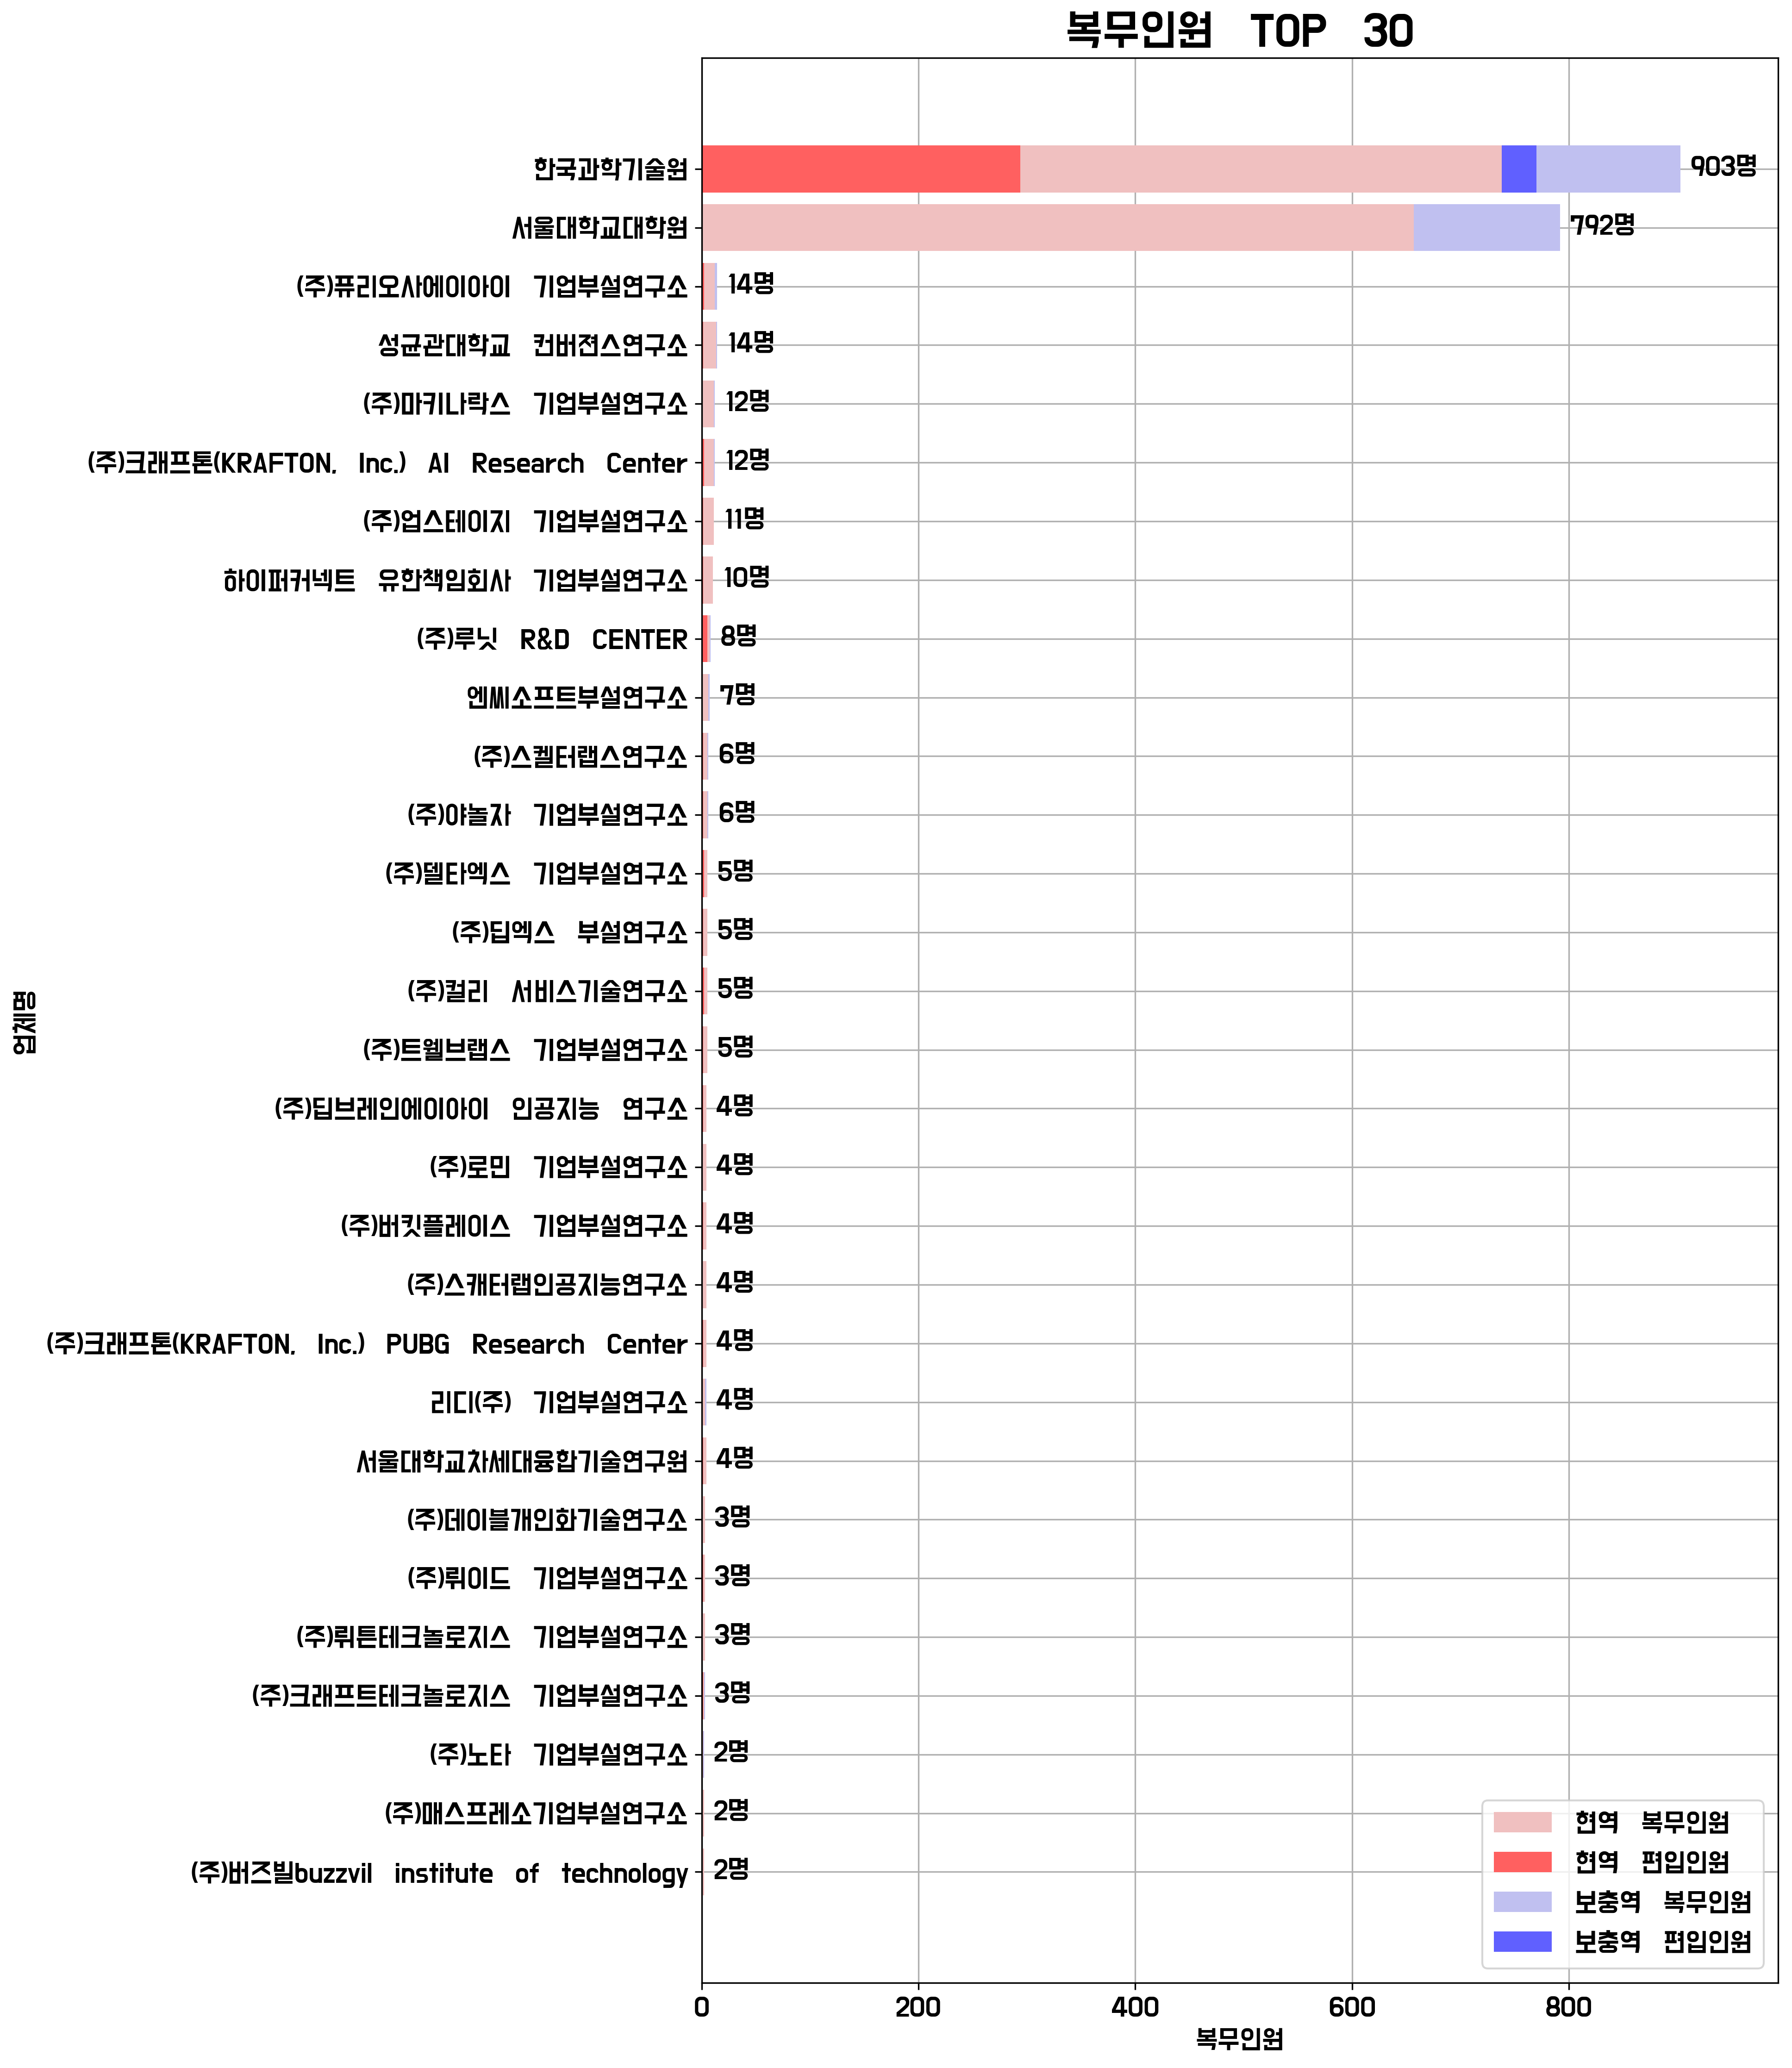 복무인원 TOP 30
한국과학기술원 903명
서울대학교대학원 792명
(주)퓨리오사에이아이 기업부설연구소 14명
성균관대학교 컨버젼스연구소 14명
(주)마키나락스 기업부설연구소 12명
(주)크래프톤(KRAFTON, Inc.) AI Research Center 12명
(주)업스테이지 기업부설연구소 11명
하이퍼커넥트 유한책임회사 기업부설연구소 10명
(주)루닛 R&D CENTER 8명
엔씨소프트부설연구소 7명
(주)스켈터랩스연구소 6명
(주)야놀자 기업부설연구소 6명
(주)델타엑스 기업부설연구소 5명
(주)딥엑스 부설연구소 5명
(주)컬리 서비스기술연구소 5명
(주)트웰브랩스 기업부설연구소 5명
(주)딥브레인에이아이 인공지능 연구소 4명
(주)로민 기업부설연구소 4명
(주)버킷플레이스 기업부설연구소 4명
(주)스캐터랩인공지능연구소 4명
(주)크래프톤(KRAFTON, Inc.) PUBG Research Center 4명
리디(주) 기업부설연구소 4명
서울대학교차세대융합기술연구원 4명
(주)데이블개인화기술연구소 3명
(주)뤼이드 기업부설연구소 3명
(주)뤼튼테크놀로지스 기업부설연구소 3명
(주)크래프트테크놀로지스 기업부설연구소 3명
(주)노타 기업부설연구소 2명
(주)매스프레소기업부설연구소 2명
(주)버즈빌buzzvil institute of technology 2명
업체명
현역 복무인원
현역 편입인원
보충역 복무인원
보충역 편입인원
0 200 400 600 800
복무인원